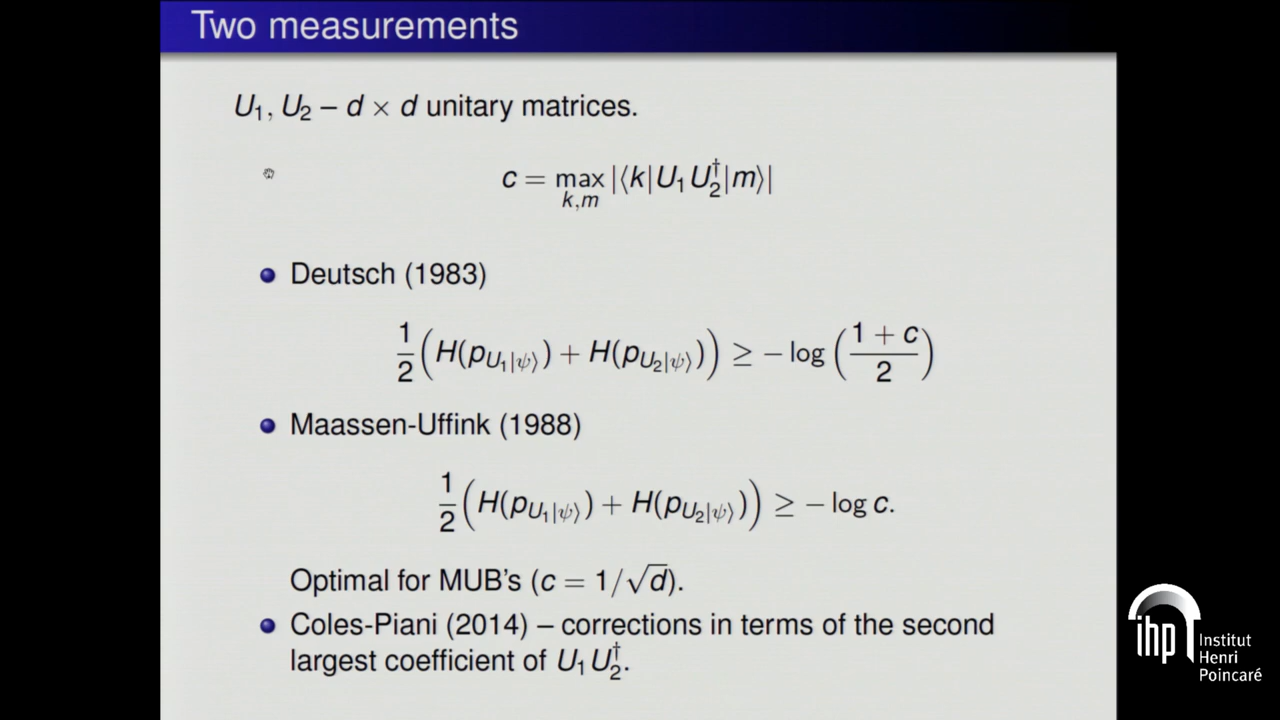 Two measurements
U₁, U₂ – d × d unitary matrices.
c = max_{k,m} |⟨k|U₁U₂†|m⟩|
Deutsch (1983)
1/2 (H(p_{U₁|ψ⟩}) + H(p_{U₂|ψ⟩})) ≥ − log ((1 + c)/2)
Maassen-Uffink (1988)
1/2 (H(p_{U₁|ψ⟩}) + H(p_{U₂|ψ⟩})) ≥ − log c.
Optimal for MUB's (c = 1/√d).
Coles-Piani (2014) – corrections in terms of the second
largest coefficient of U₁U₂†.
ihp
Institut
Henri
Poincaré